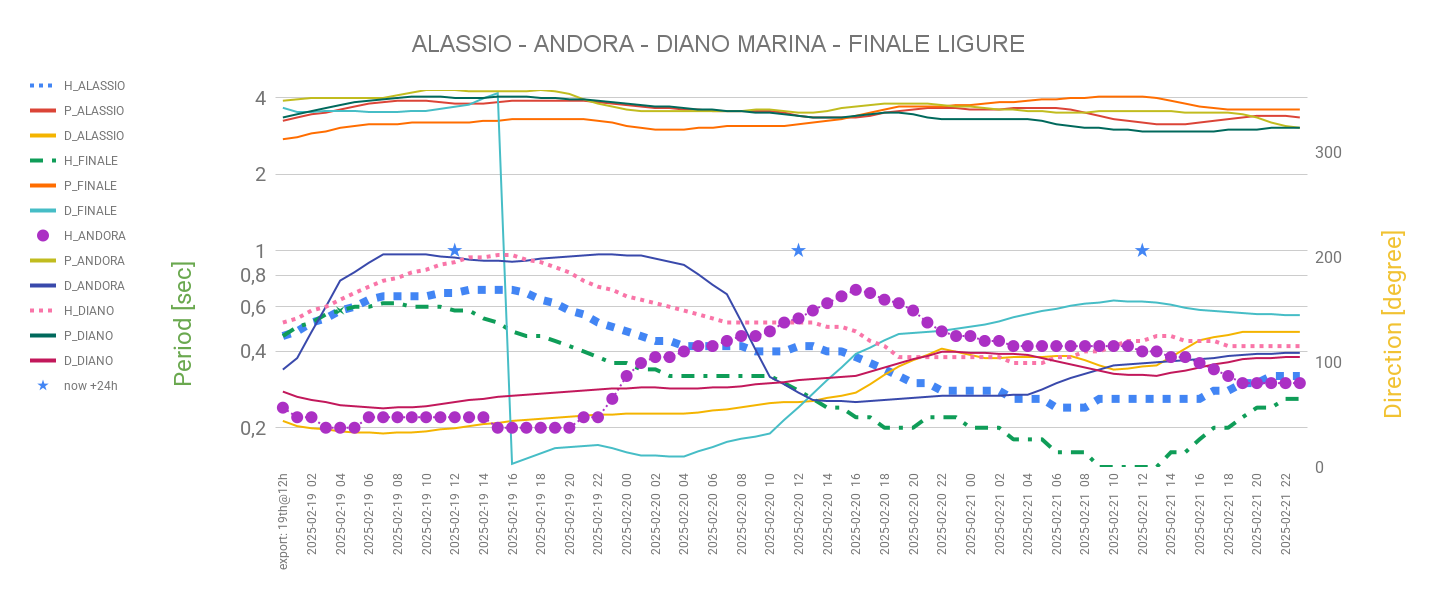 ALASSIO - ANDORA - DIANO MARINA - FINALE LIGURE
H_ALASSIO
P_ALASSIO
D_ALASSIO
H_FINALE
P_FINALE
D_FINALE
H_ANDORA
P_ANDORA
D_ANDORA
H_DIANO
P_DIANO
D_DIANO
now +24h
Period [sec]
4
2
1
0,8
0,6
0,4
0,2
300
200
100
0
Direction [degree]
export: 19th@12h
2025-02-19 02
2025-02-19 04
2025-02-19 06
2025-02-19 08
2025-02-19 10
2025-02-19 12
2025-02-19 14
2025-02-19 16
2025-02-19 18
2025-02-19 20
2025-02-19 22
2025-02-20 00
2025-02-20 02
2025-02-20 04
2025-02-20 06
2025-02-20 08
2025-02-20 10
2025-02-20 12
2025-02-20 14
2025-02-20 16
2025-02-20 18
2025-02-20 20
2025-02-20 22
2025-02-21 00
2025-02-21 02
2025-02-21 04
2025-02-21 06
2025-02-21 08
2025-02-21 10
2025-02-21 12
2025-02-21 14
2025-02-21 16
2025-02-21 18
2025-02-21 20
2025-02-21 22